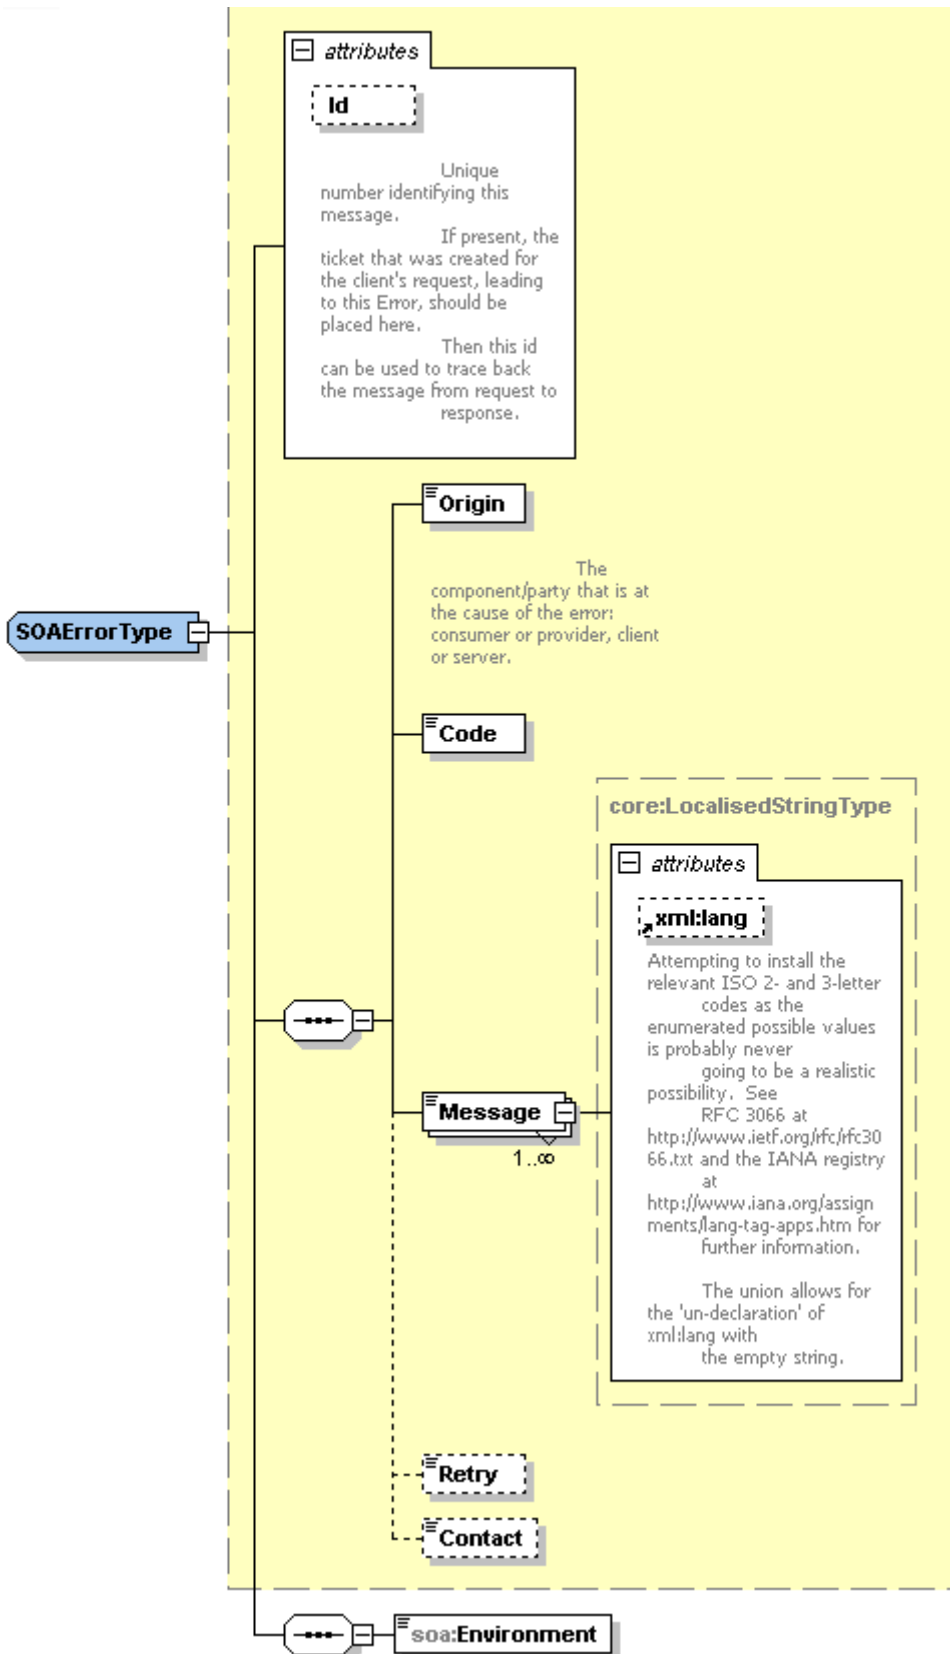 attributes
Id
Unique
number identifying this
message.
If present, the
ticket that was created for
the client's request, leading
to this Error, should be
placed here.
Then this id
can be used to trace back
the message from request to
response.
Origin
The
component/party that is at
the cause of the error:
consumer or provider, client
or server.
SOAErrorType
Code
core:LocalisedStringType
attributes
xml:lang
Attempting to install the
relevant ISO 2- and 3-letter
codes as the
enumerated possible values
is probably never
going to be a realistic
possibility. See
RFC 3066 at
http://www.ietf.org/rfc/rfc30
66.txt and the IANA registry
at
http://www.iana.org/assign
ments/lang-tag-apps.htm for
further information.
The union allows for
the 'un-declaration' of
xml:lang with
the empty string.
Message
1..∞
Retry
Contact
soa:Environment